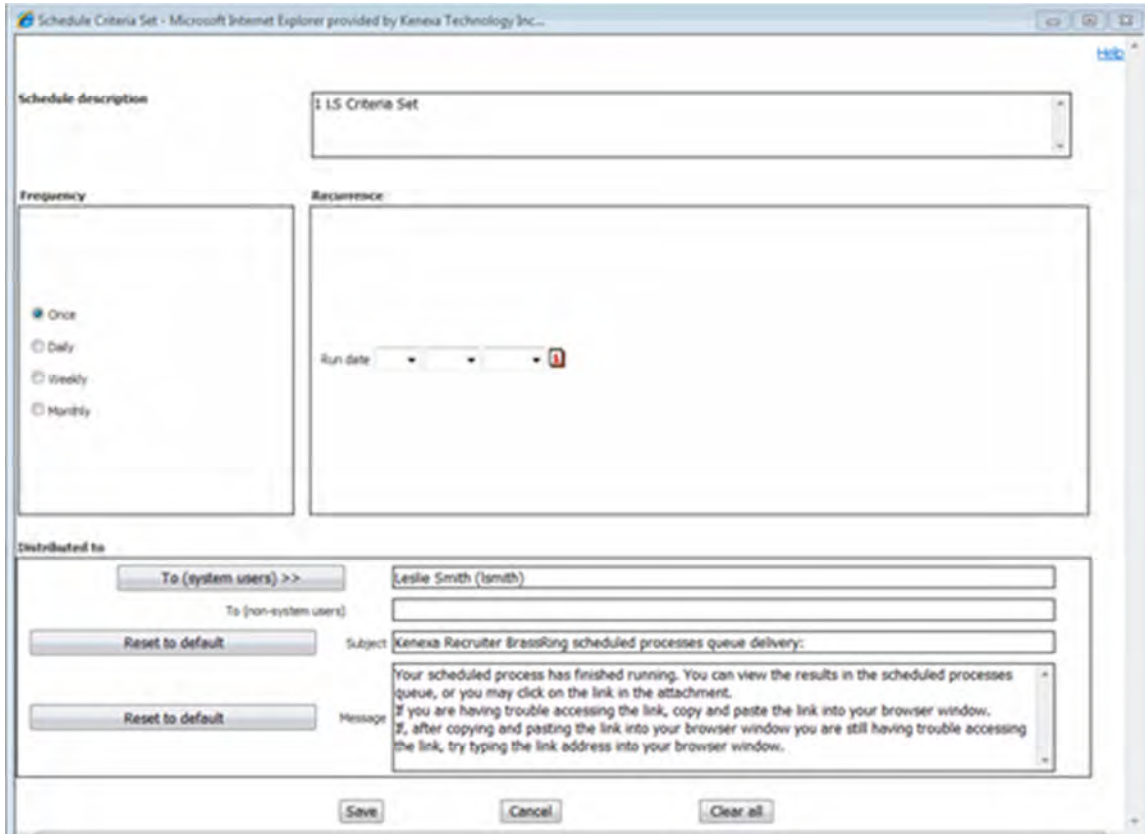 Schedule Criteria Set - Microsoft Internet Explorer provided by Kenexa Technology Inc...
Help
Schedule description
1 LS Criteria Set
Frequency
Recurrence
Once
Daily
Weekly
Monthly
Run date
1
Distributed to
To (system users) >>
Leslie Smith (lsmith)
To (non-system users)
Reset to default
Subject
Kenexa Recruiter BrassRing scheduled processes queue delivery:
Reset to default
Message
Your scheduled process has finished running. You can view the results in the scheduled processes
queue, or you may click on the link in the attachment.
If you are having trouble accessing the link, copy and paste the link into your browser window.
If, after copying and pasting the link into your browser window you are still having trouble accessing
the link, try typing the link address into your browser window.
Save
Cancel
Clear all